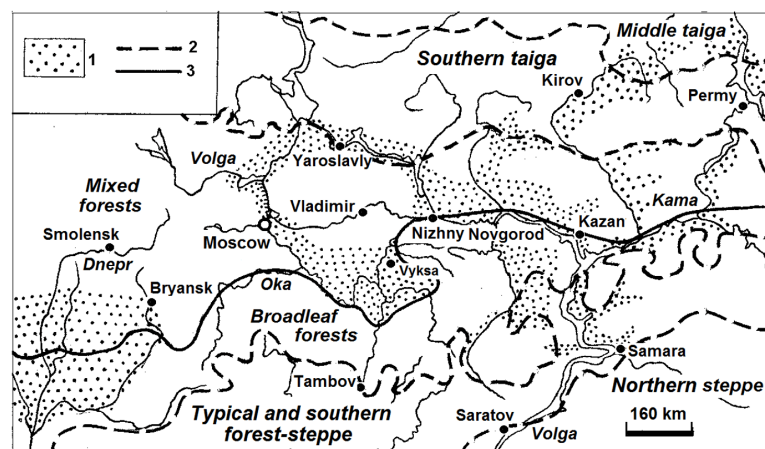 1
2
3
Middle taiga
Southern taiga
Kirov
Permy
Volga
Yaroslavly
Mixed
forests
Vladimir
Kama
Smolensk
Moscow
Nizhny Novgorod
Kazan
Dnepr
Vyksa
Bryansk
Oka
Broadleaf
forests
Samara
Tambov
Northern steppe
Typical and southern
forest-steppe
Saratov
Volga
160 km